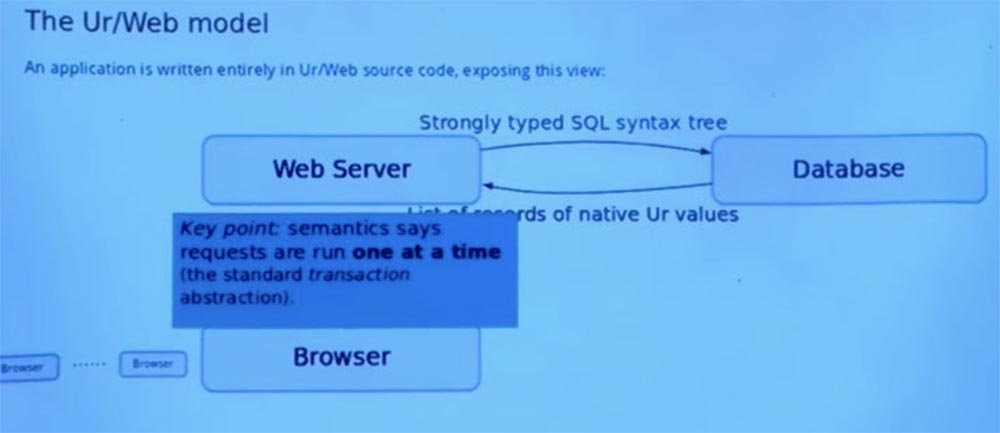 The Ur/Web model
An application is written entirely in Ur/Web source code, exposing this view:
Strongly typed SQL syntax tree
Web Server
Database
List of records of native Ur values
Key point: semantics says
requests are run one at a time
(the standard transaction
abstraction).
Browser
Browser
......
Browser